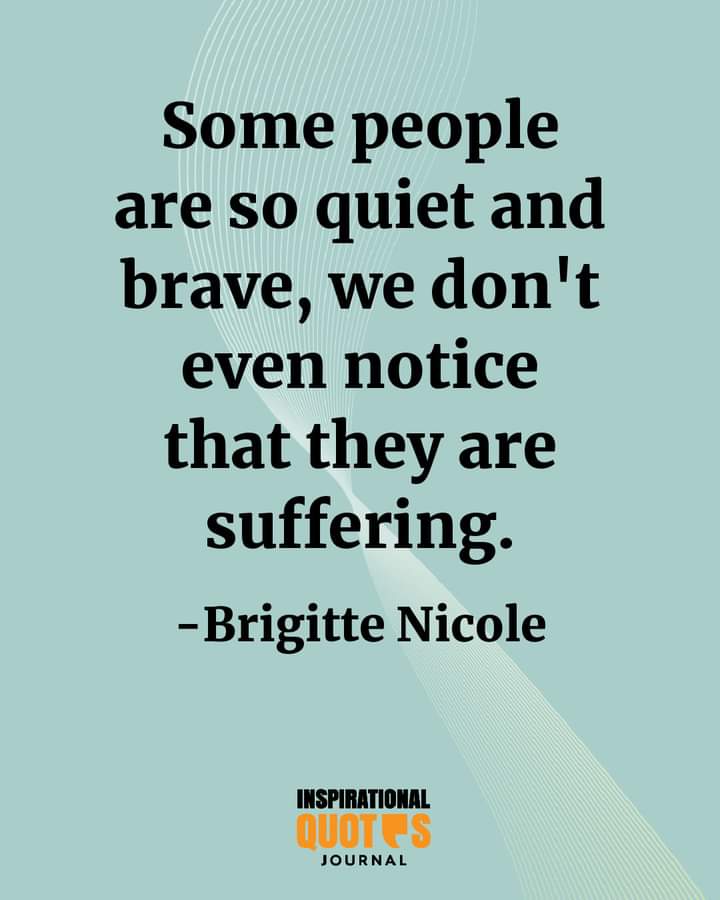 Some people
are so quiet and
brave, we don't
even notice
that they are
suffering.
-Brigitte Nicole
INSPIRATIONAL
QUOTES
JOURNAL